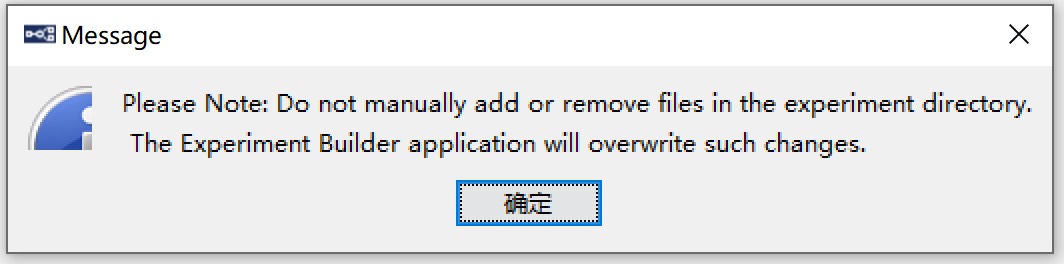 Message
Please Note: Do not manually add or remove files in the experiment directory.
The Experiment Builder application will overwrite such changes.
确定